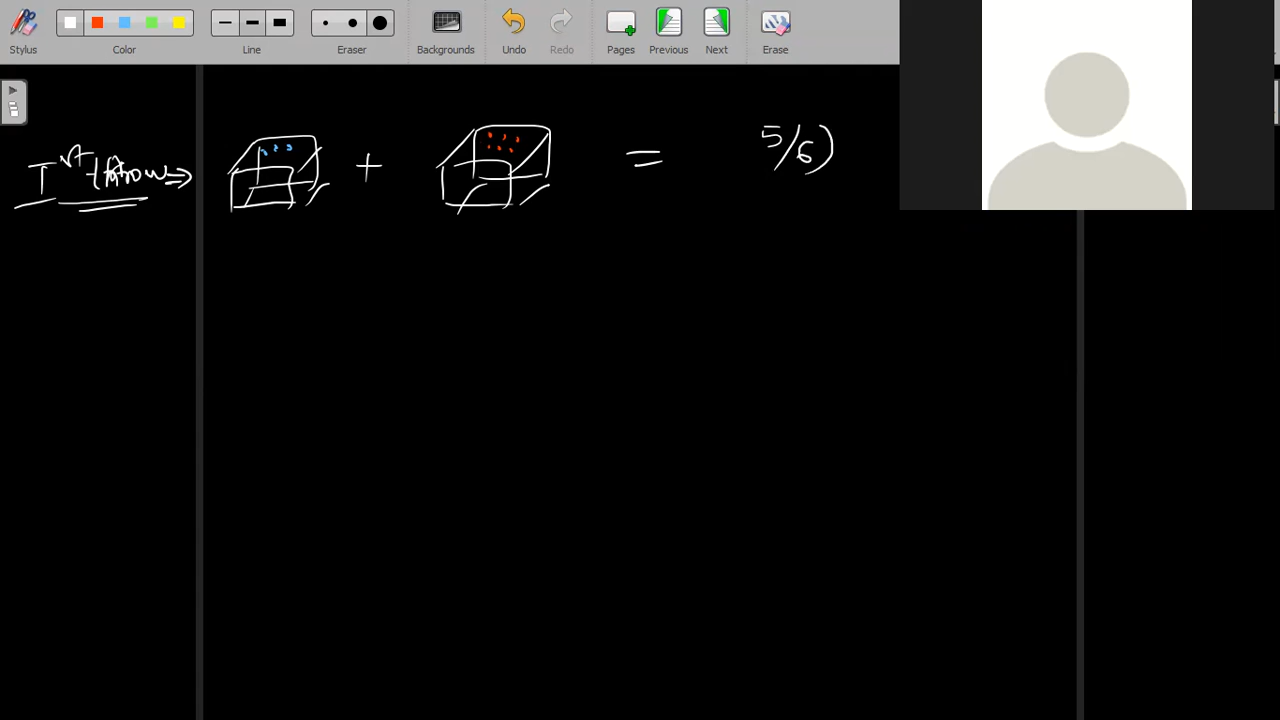 Stylus Color Line Eraser Backgrounds Undo Redo Pages Previous Next Erase
Ist throw ⇒ + = 5/6)